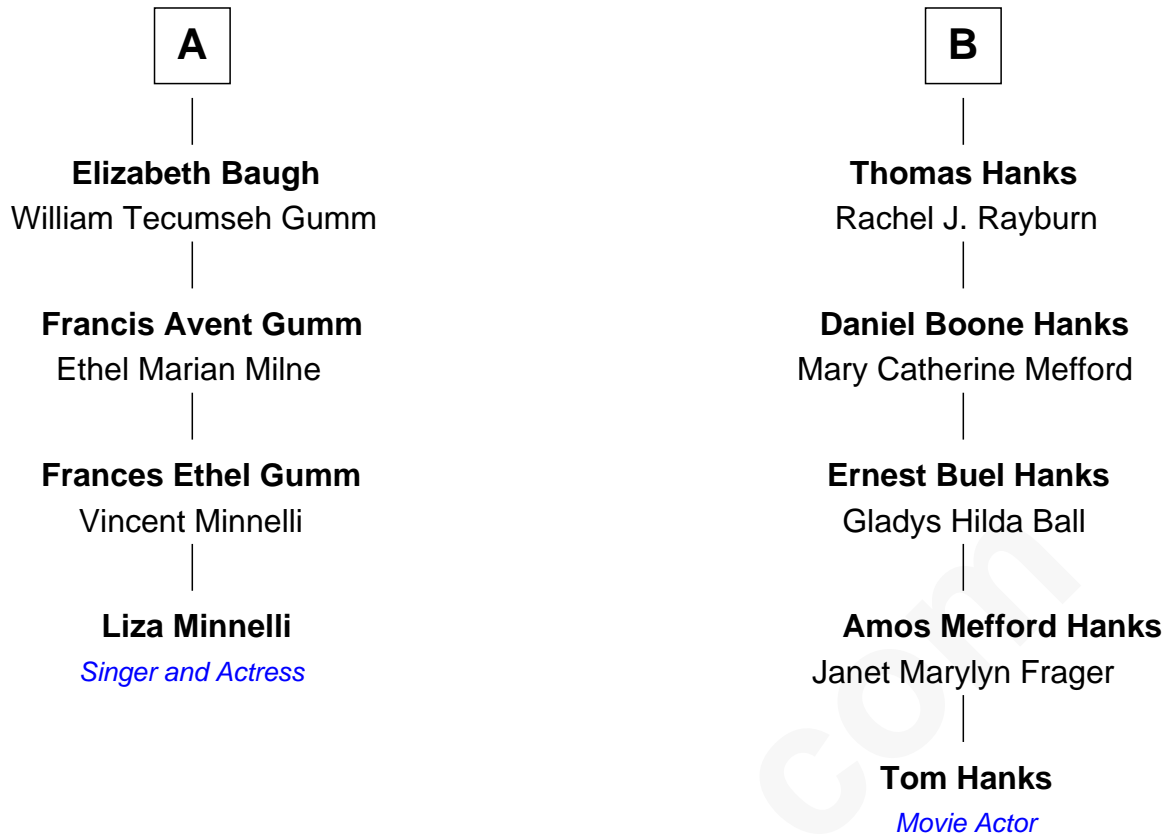 A
Elizabeth Baugh
William Tecumseh Gumm
Francis Avent Gumm
Ethel Marian Milne
Frances Ethel Gumm
Vincent Minnelli
Liza Minnelli
Singer and Actress
B
Thomas Hanks
Rachel J. Rayburn
Daniel Boone Hanks
Mary Catherine Mefford
Ernest Buel Hanks
Gladys Hilda Ball
Amos Mefford Hanks
Janet Marylyn Frager
Tom Hanks
Movie Actor
com